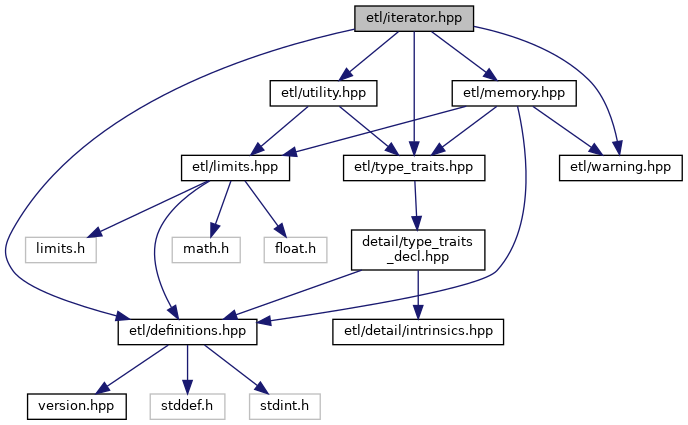 etl/iterator.hpp
etl/utility.hpp
etl/memory.hpp
etl/limits.hpp
etl/type_traits.hpp
etl/warning.hpp
limits.h
math.h
float.h
detail/type_traits
_decl.hpp
etl/definitions.hpp
etl/detail/intrinsics.hpp
version.hpp
stddef.h
stdint.h